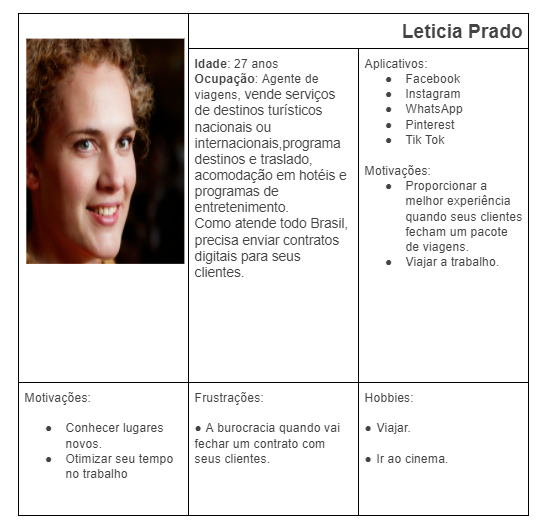 Leticia Prado
Idade: 27 anos
Ocupação: Agente de
viagens, vende serviços
de destinos turísticos
nacionais ou
internacionais,programa
destinos e traslado,
acomodação em hotéis e
programas de
entretenimento.
Como atende todo Brasil,
precisa enviar contratos
digitais para seus
clientes.
Aplicativos:
● Facebook
● Instagram
● WhatsApp
● Pinterest
● Tik Tok
Motivações:
● Proporcionar a
melhor experiência
quando seus clientes
fecham um pacote
de viagens.
● Viajar a trabalho.
Motivações:
● Conhecer lugares
novos.
● Otimizar seu tempo
no trabalho
Frustrações:
● A burocracia quando vai
fechar um contrato com
seus clientes.
Hobbies:
● Viajar.
● Ir ao cinema.